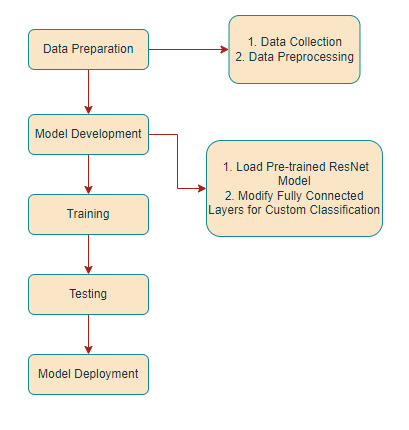 Data Preparation
1. Data Collection
2. Data Preprocessing
Model Development
1. Load Pre-trained ResNet
Model
2. Modify Fully Connected
Layers for Custom Classification
Training
Testing
Model Deployment